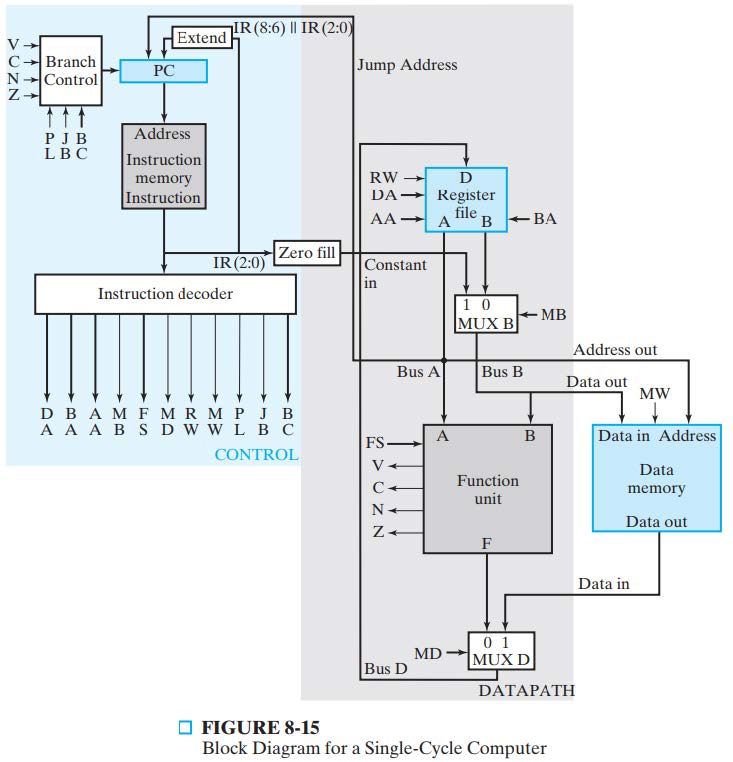 IR(8:6) || IR(2:0)
Extend
V
C
N
Z
Branch
Control
PC
Jump Address
P J B
L B C
Address
Instruction
memory
Instruction
RW
DA
AA
D
Register
file
A B
BA
IR(2:0)
Zero fill
Constant
in
Instruction decoder
1 0
MUX B
MB
Address out
Bus A
Bus B
Data out
MW
D B A M F M R M P J B
A A A B S D W W L B C
CONTROL
FS
V
C
N
Z
A B
Function
unit
F
Data in Address
Data
memory
Data out
Data in
MD
0 1
MUX D
Bus D
DATAPATH
FIGURE 8-15
Block Diagram for a Single-Cycle Computer